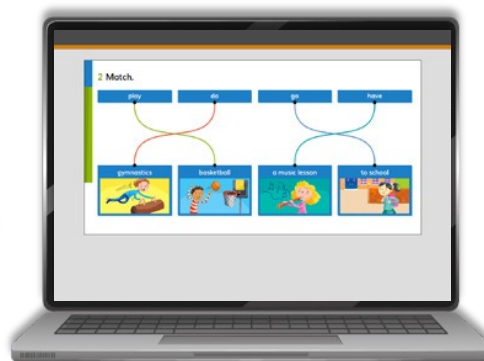 2 Match.
play do go have
gymnastics basketball a music lesson to school